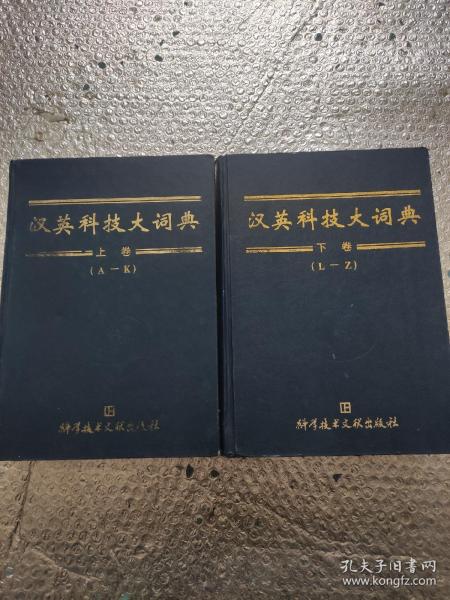 汉英科技大词典
上卷
(A—K)
科学技术文献出版社
汉英科技大词典
下卷
(L—Z)
科学技术文献出版社
孔夫子旧书网
www.kongfz.com